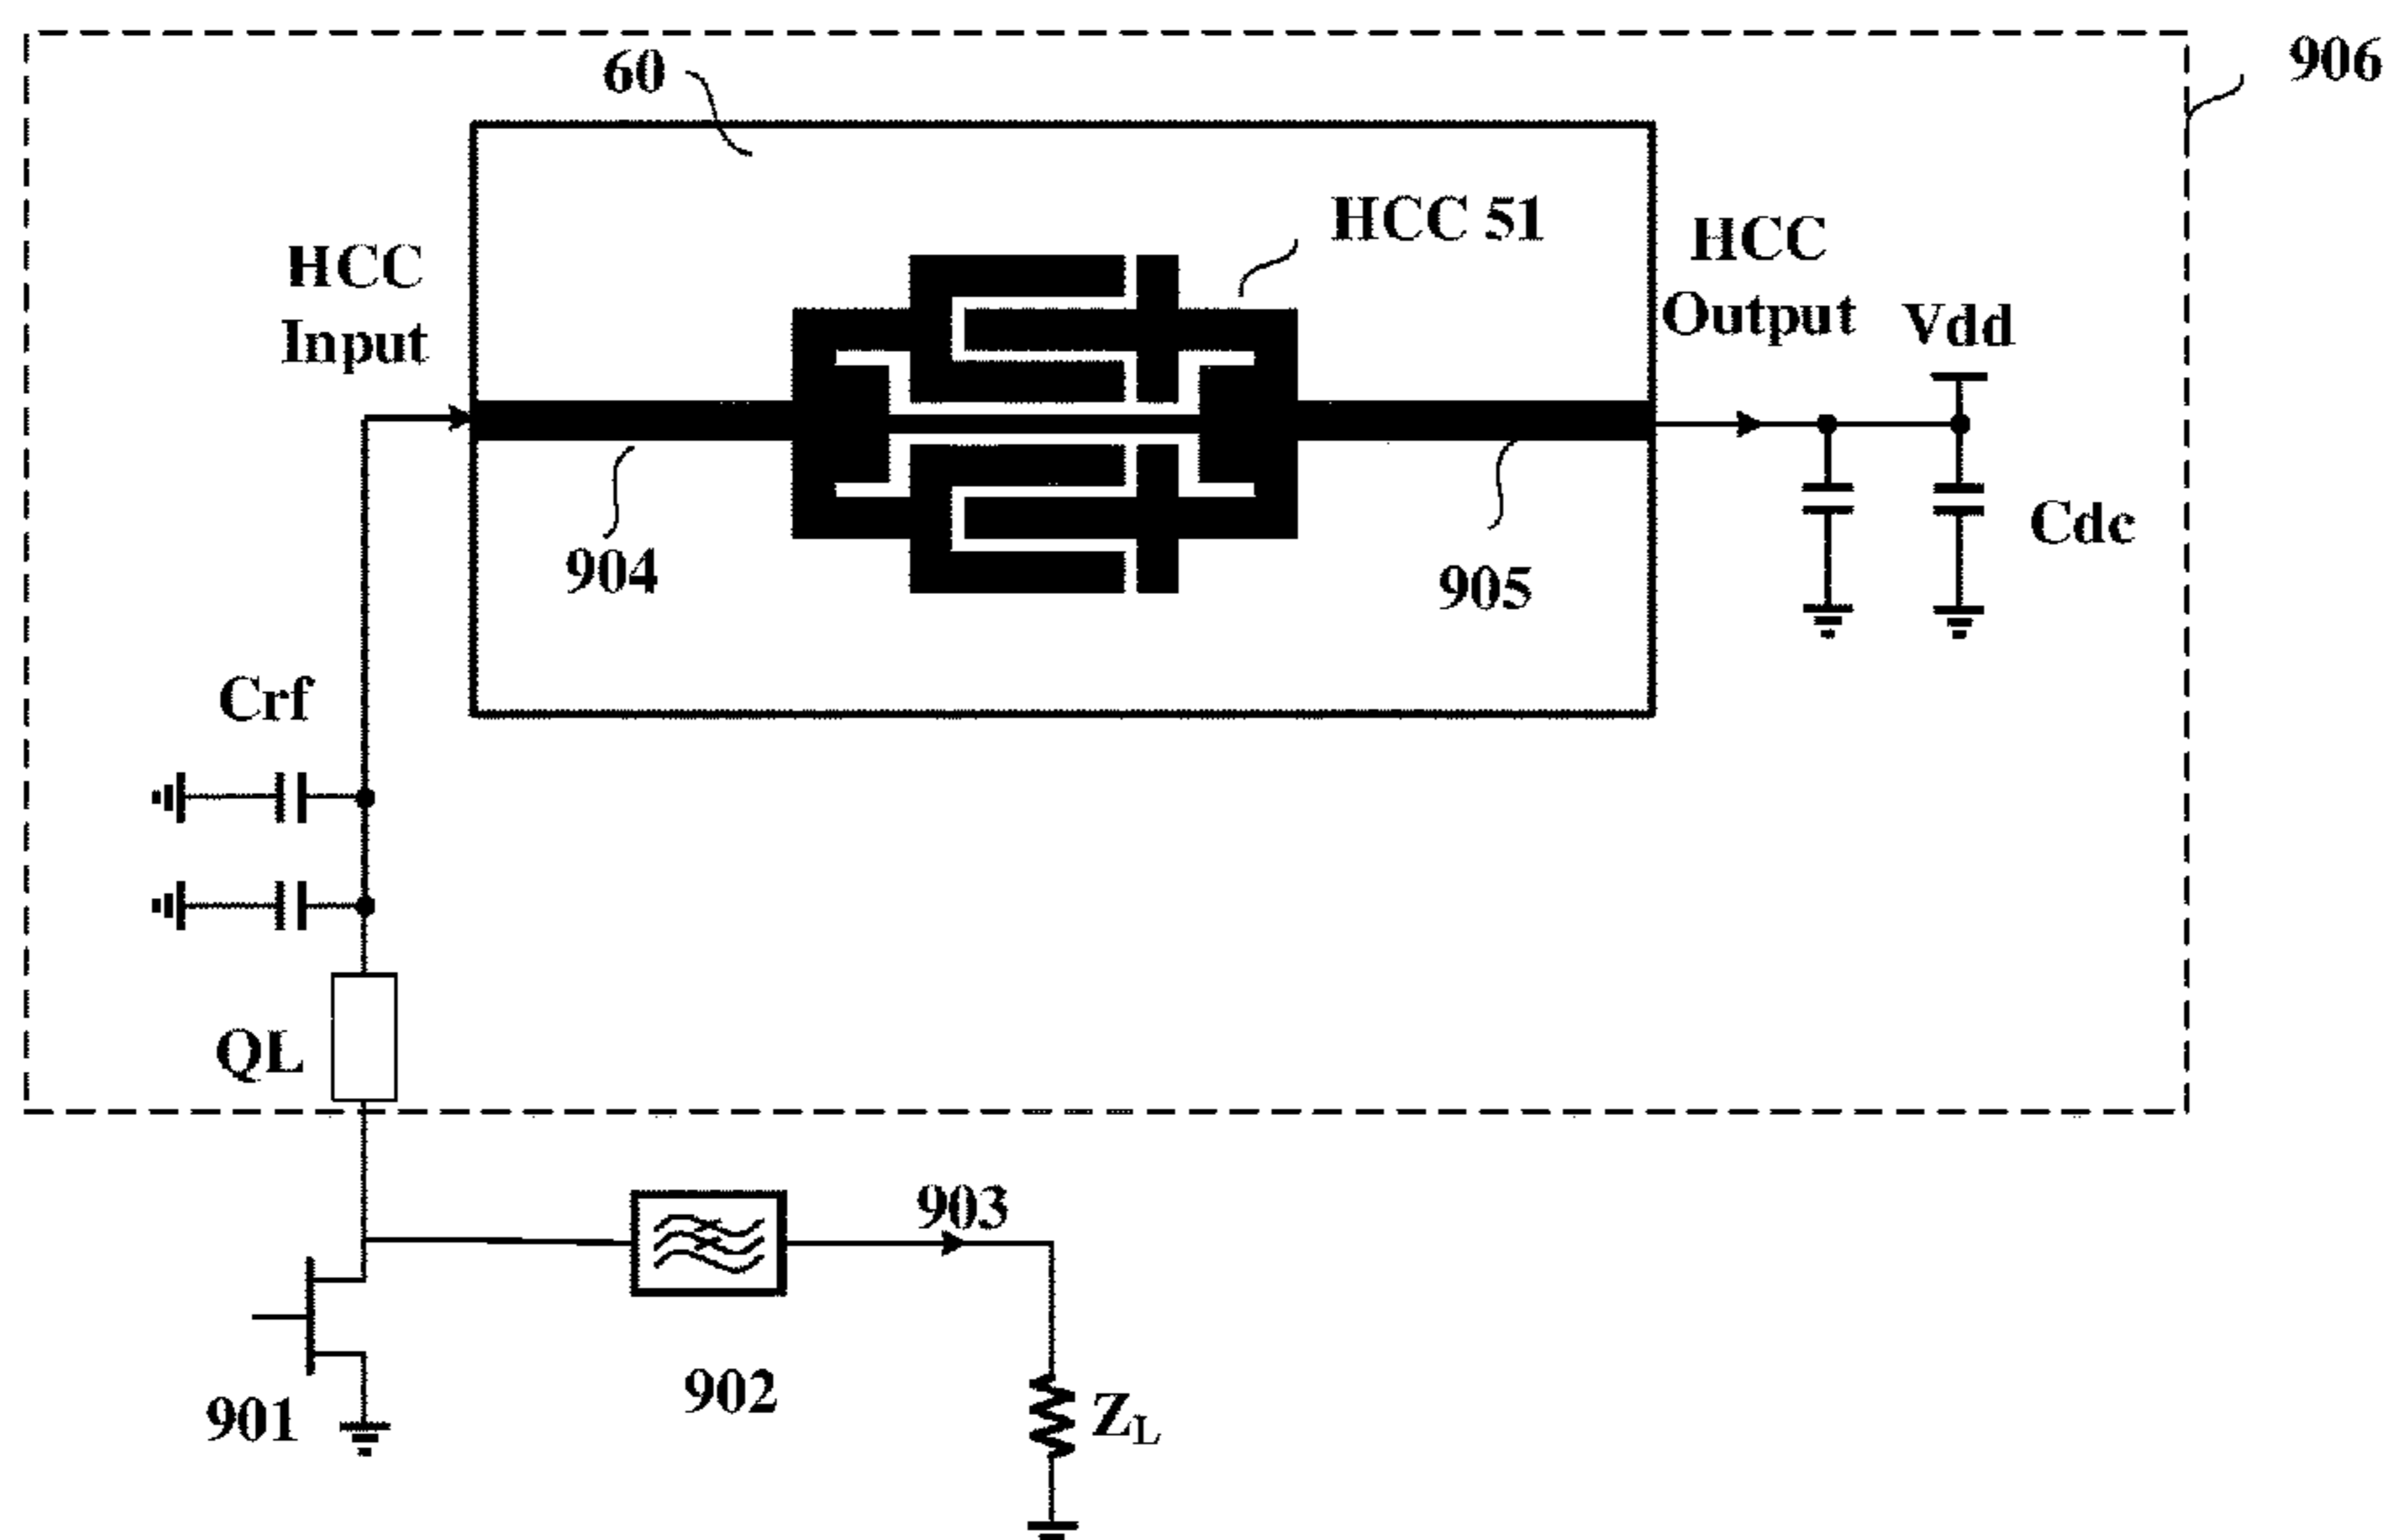 60
906
HCC 51
HCC
Input
HCC
Output
Vdd
904
905
Cdc
Crf
QL
903
902
901
ZL